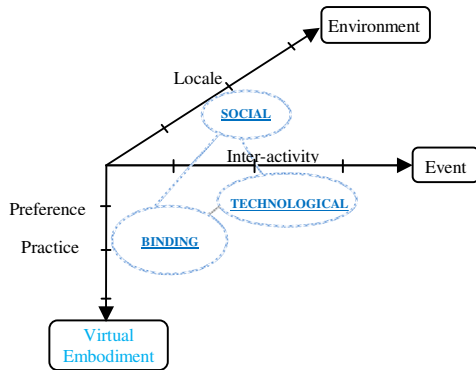 Environment
Locale
SOCIAL
Inter-activity
Event
Preference
TECHNOLOGICAL
Practice
BINDING
Virtual
Embodiment